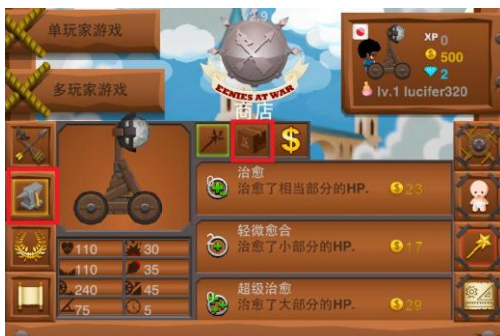 单玩家游戏
多玩家游戏
2.9
EENIES AT WAR
商店
XP 0
500
2
lv.1 lucifer320
$
治愈
治愈了相当部分的HP.
23
轻微愈合
治愈了小部分的HP.
17
超级治愈
治愈了大部分的HP.
29
110 30
110 35
240 45
75 5